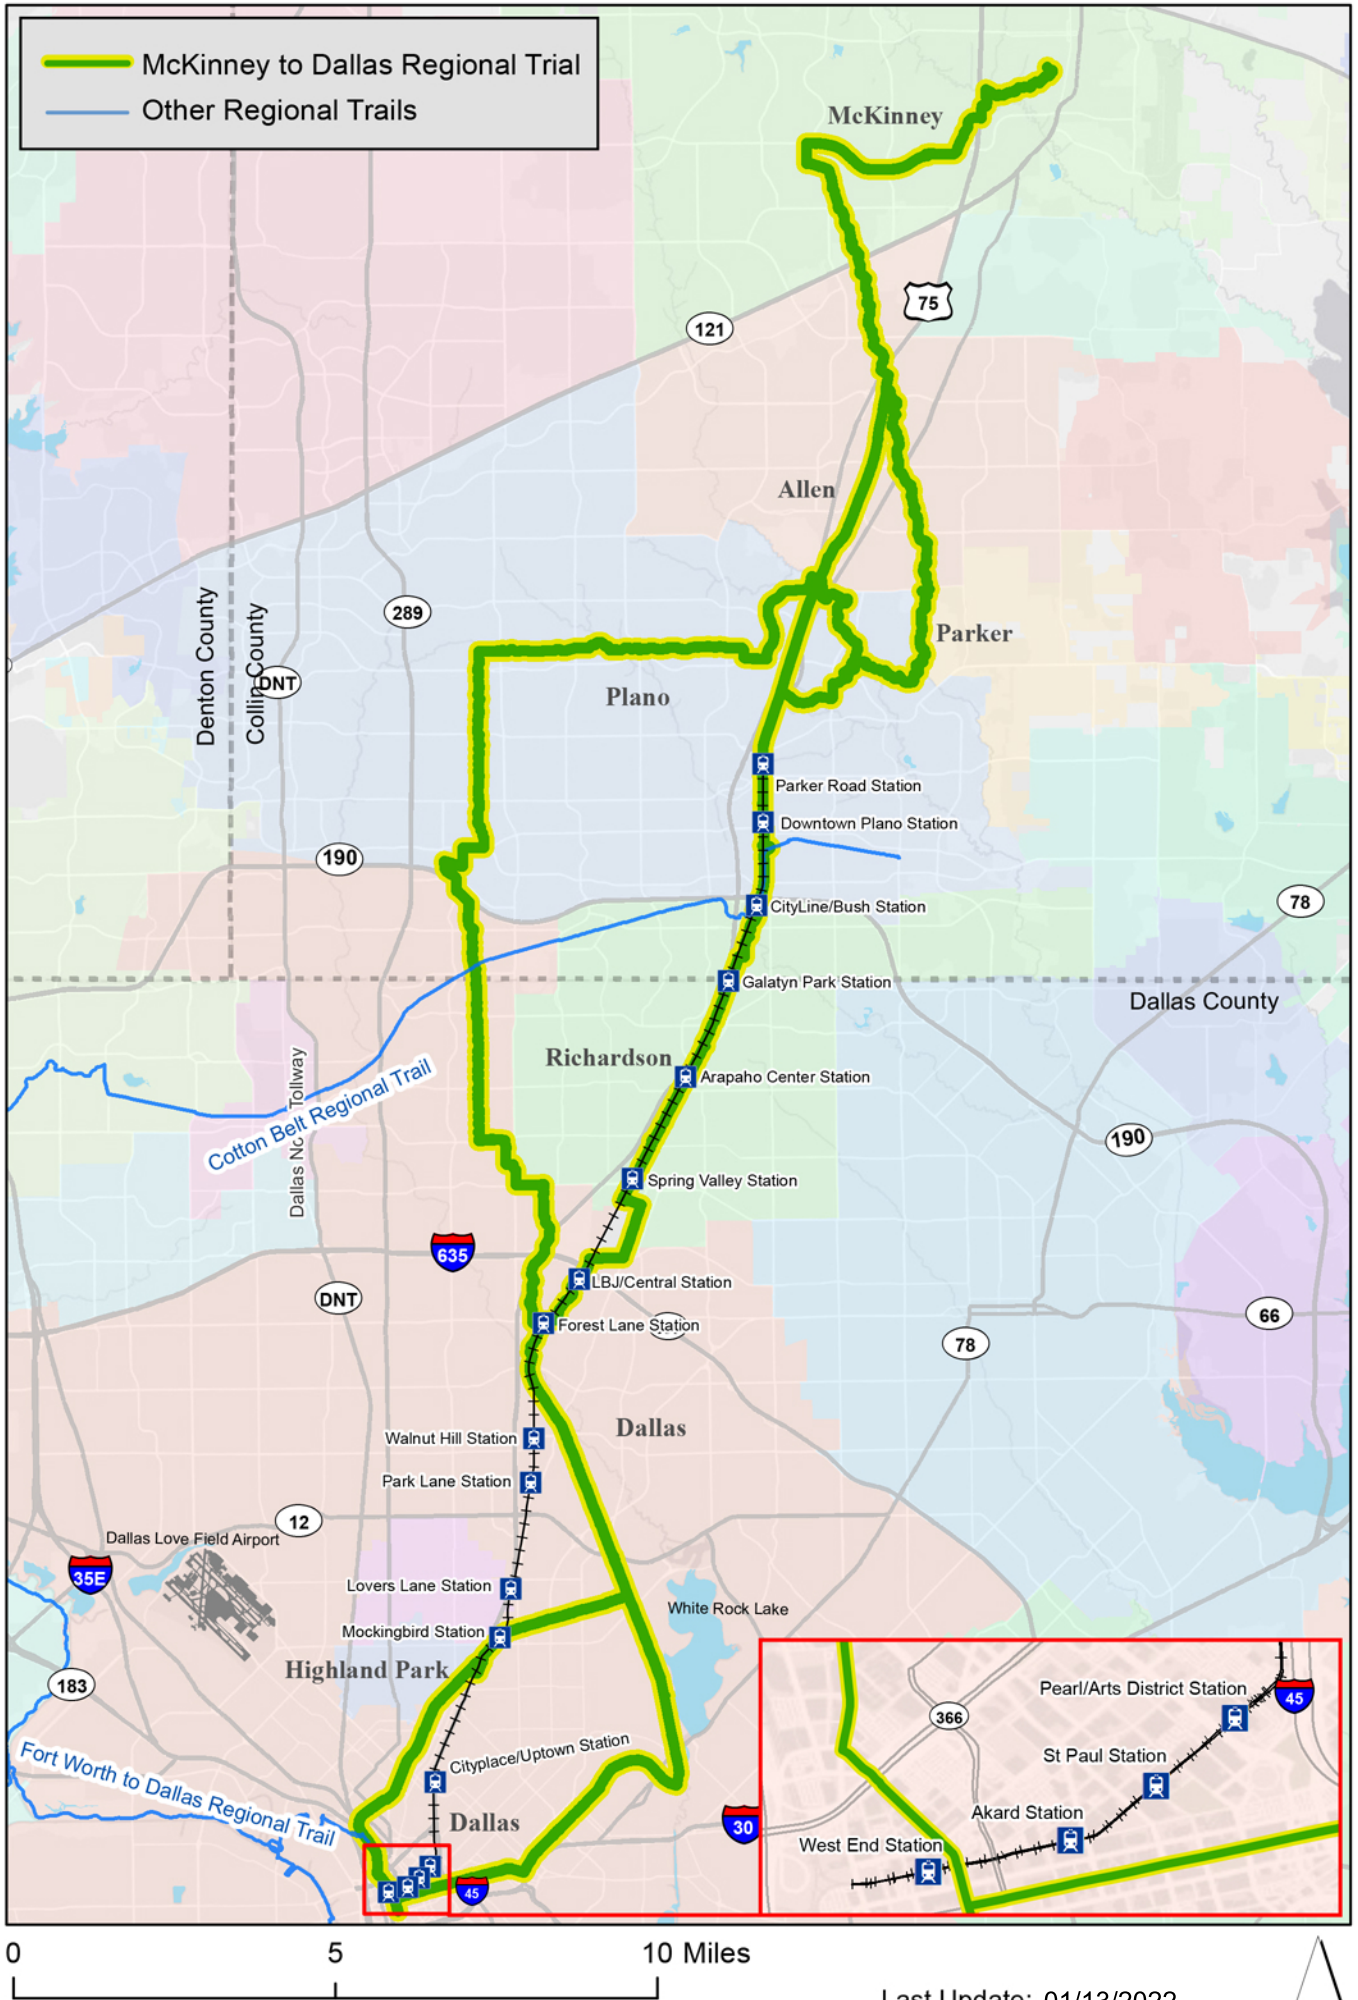 McKinney to Dallas Regional Trial
Other Regional Trails
McKinney
75
121
Allen
289
Denton County
Collin County
DNT
Parker
Plano
Parker Road Station
Downtown Plano Station
190
CityLine/Bush Station
78
Galatyn Park Station
Dallas County
Richardson
Arapaho Center Station
Cotton Belt Regional Trail
Dallas No Tollway
190
Spring Valley Station
635
LBJ/Central Station
DNT
Forest Lane Station
66
78
Dallas
Walnut Hill Station
Park Lane Station
12
Dallas Love Field Airport
35E
Lovers Lane Station
White Rock Lake
Mockingbird Station
Highland Park
183
Cityplace/Uptown Station
Fort Worth to Dallas Regional Trail
Dallas
30
45
Pearl/Arts District Station
45
366
St Paul Station
Akard Station
West End Station
0 5 10 Miles
Last Update: 01/13/2022